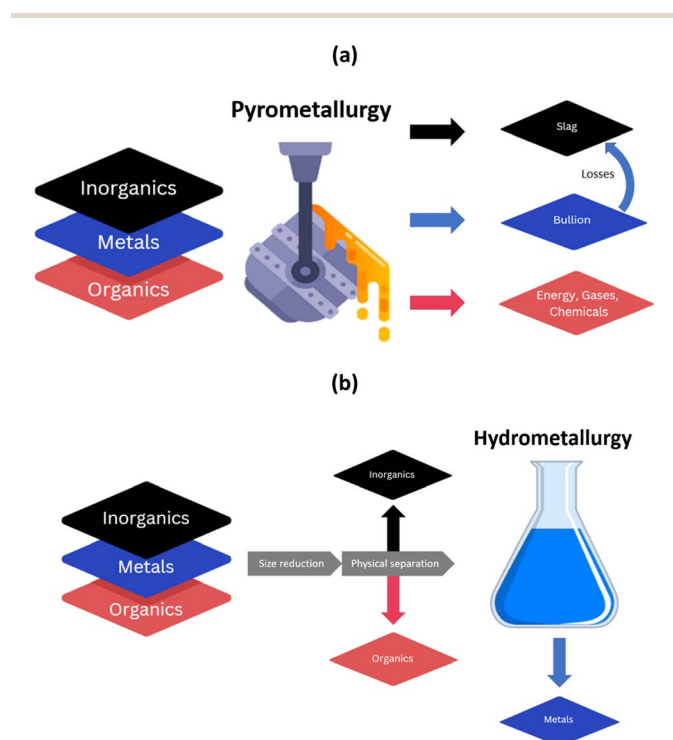 (a)
Pyrometallurgy
Inorganics
Metals
Organics
Slag
Losses
Bullion
Energy, Gases,
Chemicals
(b)
Hydrometallurgy
Inorganics
Metals
Organics
Size reduction
Physical separation
Inorganics
Organics
Metals